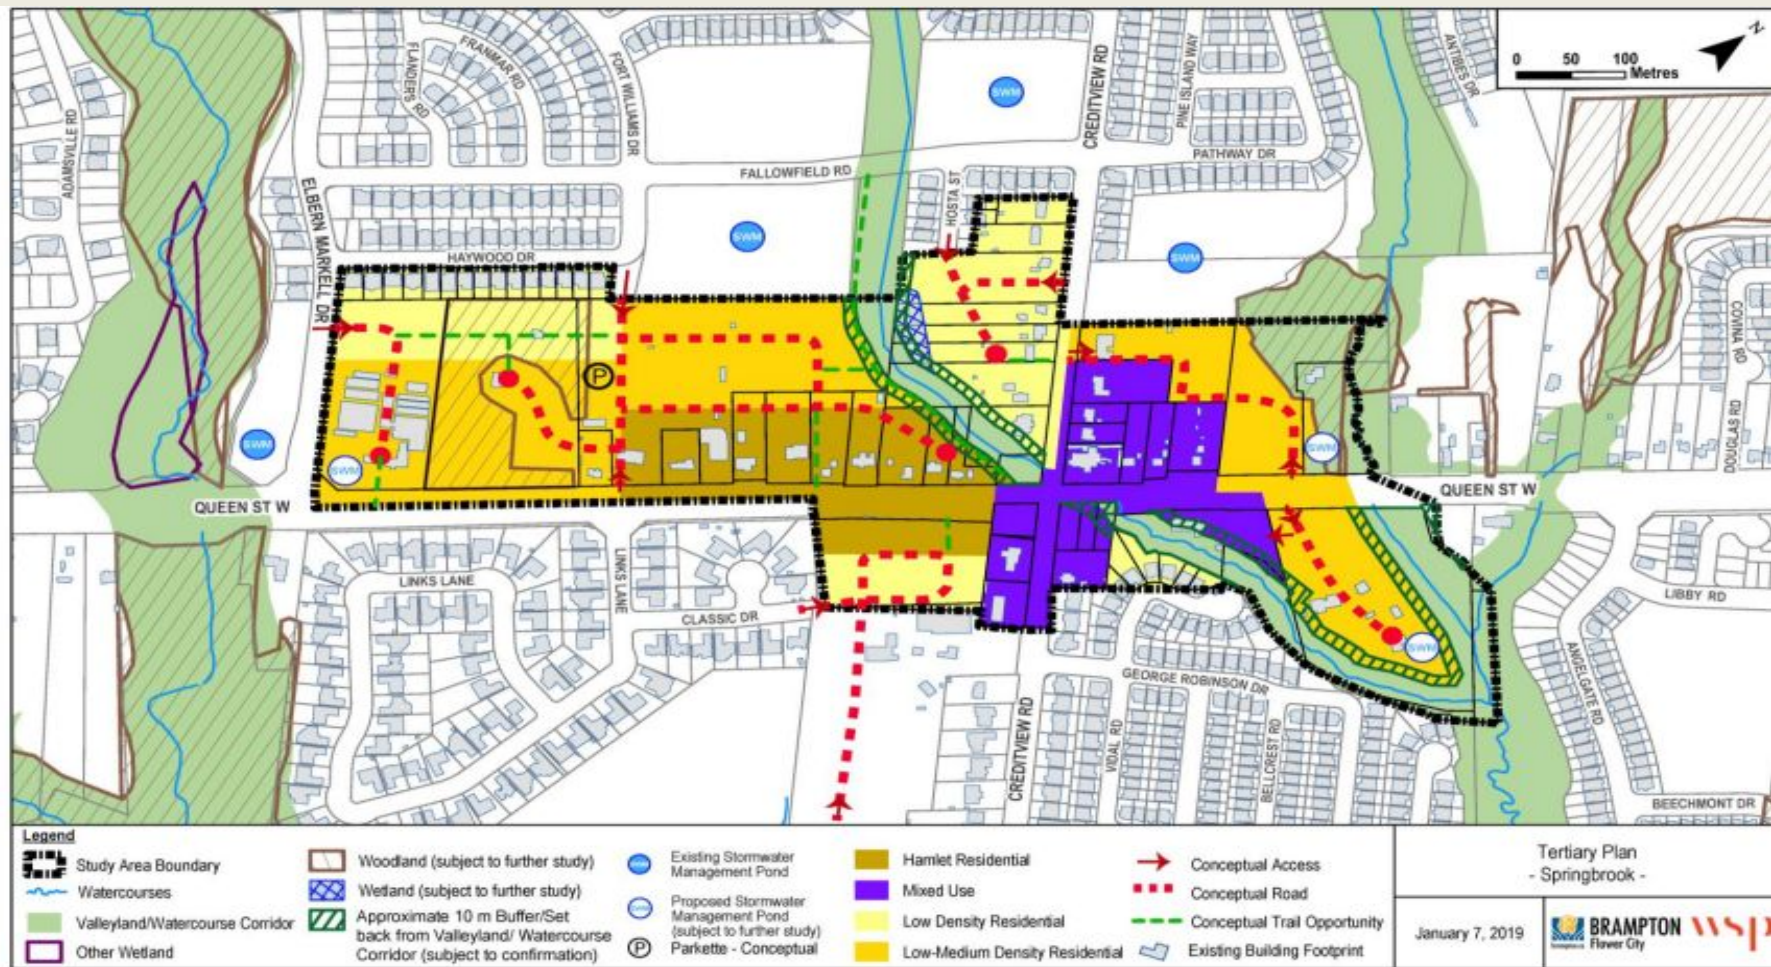 N
0 50 100
Metres
ADAMSVILLE RD
FLANDERS RD
FRANMAR RD
FORT WILLIAMS DR
CREDITVIEW RD
PINE ISLAND WAY
ANTIBES DR
SWM
PATHWAY DR
FALLOWFIELD RD
HOSTA ST
ELBERN MARKELL DR
SWM
SWM
HAYWOOD DR
COVINA RD
P
DOUGLAS RD
SWM
SWM
SWM
QUEEN ST W
QUEEN ST W
LINKS LANE
LINKS LANE
CLASSIC DR
LIBBY RD
SWM
ANGELGATE RD
GEORGE ROBINSON DR
CREDITVIEW RD
VIDAL RD
BELLCREST RD
BEECHMONT DR
Legend
Study Area Boundary
Watercourses
Valleyland/Watercourse Corridor
Other Wetland
Woodland (subject to further study)
Wetland (subject to further study)
Approximate 10 m Buffer/Set
back from Valleyland/ Watercourse
Corridor (subject to confirmation)
Existing Stormwater
Management Pond
Proposed Stormwater
Management Pond
(subject to further study)
P Parkette - Conceptual
Hamlet Residential
Mixed Use
Low Density Residential
Low-Medium Density Residential
Conceptual Access
Conceptual Road
Conceptual Trail Opportunity
Existing Building Footprint
Tertiary Plan
- Springbrook -
January 7, 2019
BRAMPTON
Flower City
wsp